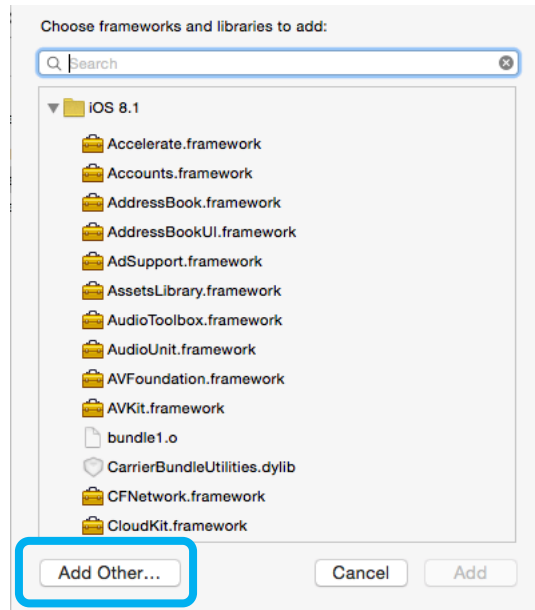 Choose frameworks and libraries to add:
Search
iOS 8.1
Accelerate.framework
Accounts.framework
AddressBook.framework
AddressBookUI.framework
AdSupport.framework
AssetsLibrary.framework
AudioToolbox.framework
AudioUnit.framework
AVFoundation.framework
AVKit.framework
bundle1.o
CarrierBundleUtilities.dylib
CFNetwork.framework
CloudKit.framework
Add Other... Cancel Add